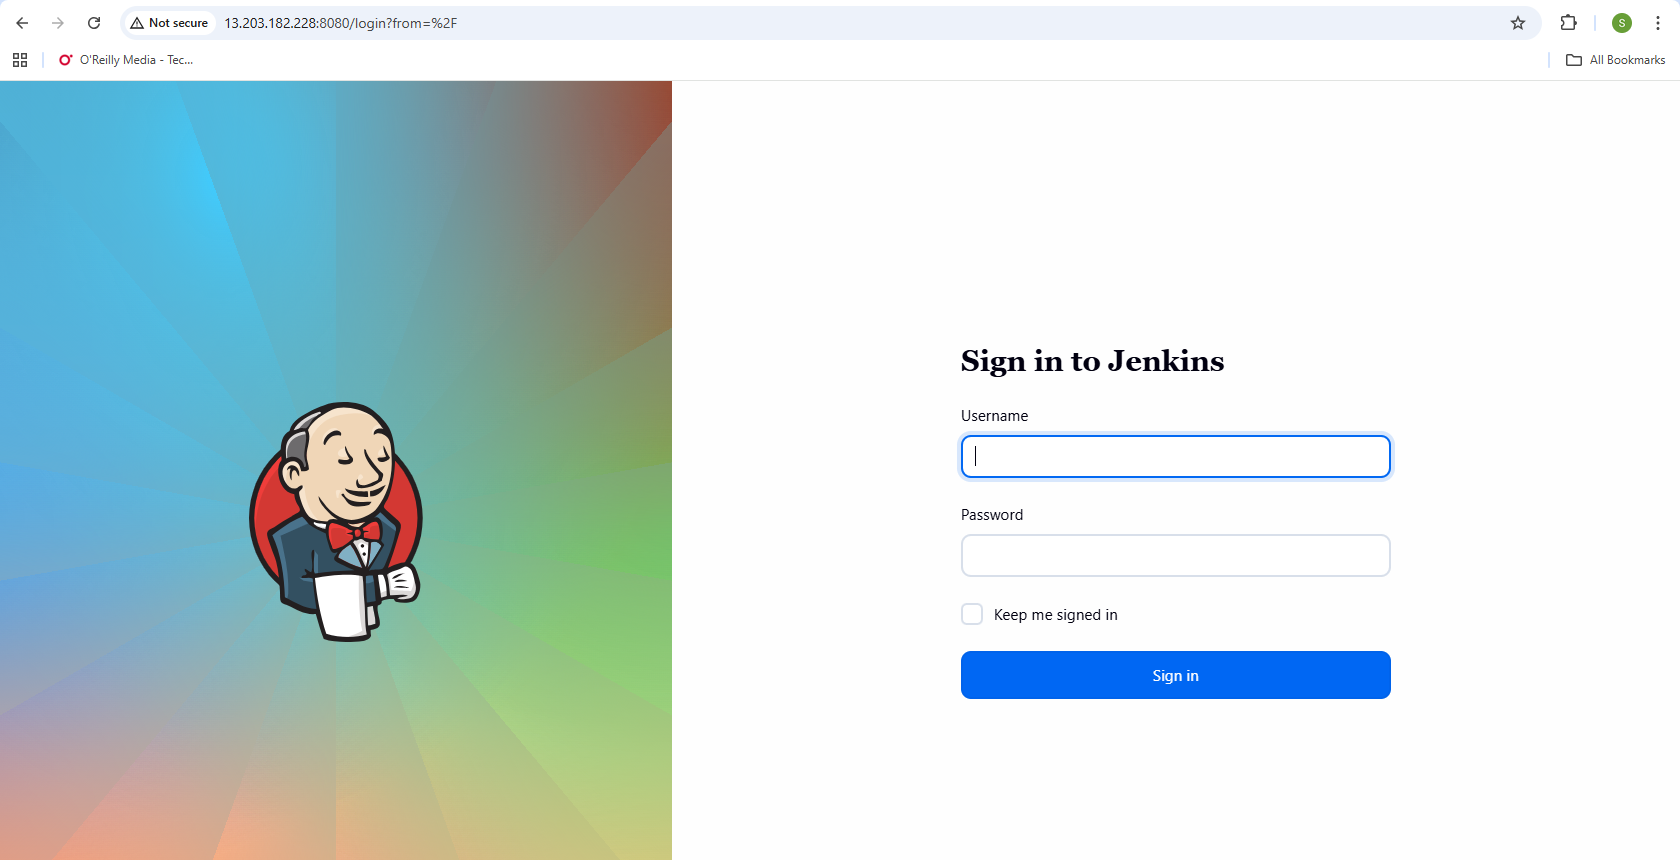 Not secure
13.203.182.228:8080/login?from=%2F
S
O'Reilly Media - Tec...
All Bookmarks
Sign in to Jenkins
Username
Password
Keep me signed in
Sign in